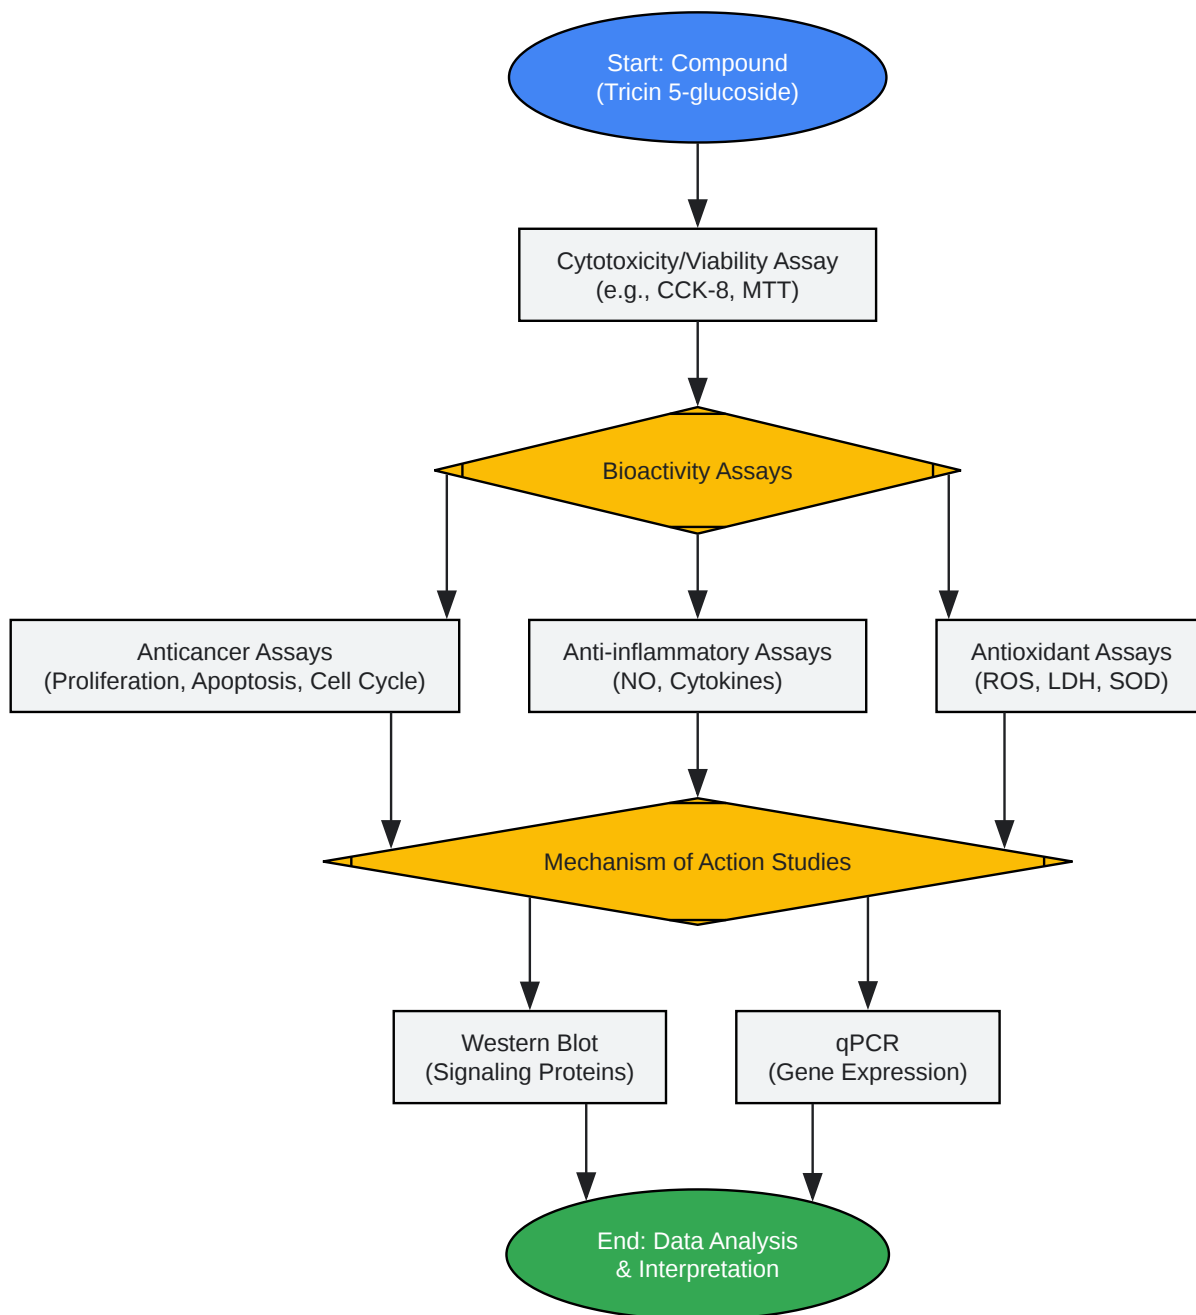 Start: Compound
(Tricin 5-glucoside)
Cytotoxicity/Viability Assay
(e.g., CCK-8, MTT)
Bioactivity Assays
Anticancer Assays
(Proliferation, Apoptosis, Cell Cycle)
Anti-inflammatory Assays
(NO, Cytokines)
Antioxidant Assays
(ROS, LDH, SOD)
Mechanism of Action Studies
Western Blot
(Signaling Proteins)
qPCR
(Gene Expression)
End: Data Analysis
& Interpretation